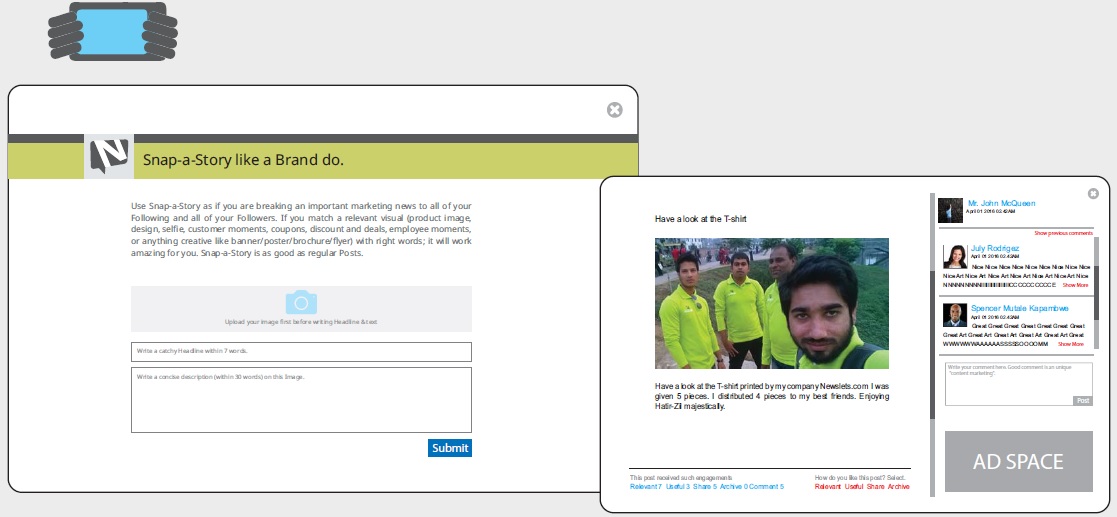 Snap-a-Story like a Brand do.
Use Snap-a-Story as if you are breaking an important marketing news to all of your
Following and all of your Followers. If you match a relevant visual (product image,
design, selfie, customer moments, coupons, discount and deals, employee moments,
or anything creative like banner/poster/brochure/flyer) with right words; it will work
amazing for you. Snap-a-Story is as good as regular Posts.
Upload your image first before writing Headline & text
Write a catchy Headline within 7 words.
Write a concise description (within 30 words) on this Image.
Submit
Have a look at the T-shirt
Have a look at the T-shirt printed by my company Newslets.com I was
given 5 pieces. I distributed 4 pieces to my best friends. Enjoying
Hatir-Zil majestically.
This post received such engagements
Relevant 7 Useful 3 Share 5 Archive 0 Comment 5
How do you like this post? Select.
Relevant Useful Share Archive
Mr. John McQueen
April 01 2016 02:42AM
Show previous comments
July Rodrigez
April 01 2016 02:42AM
Nice Nice Nice Nice Nice Nice Nice Nice Nice
Nice Art Nice Art Nice Art Nice Art Nice Art Nice Art Nice
Show More
Spencer Mutale Kapambwe
April 01 2016 02:42AM
Great Great Great Great Great Great Great
Great Art Great Art Great Art Great Art Great Art Great
Show More
Write your comment here. Good comment is an unique
"content marketing".
Post
AD SPACE